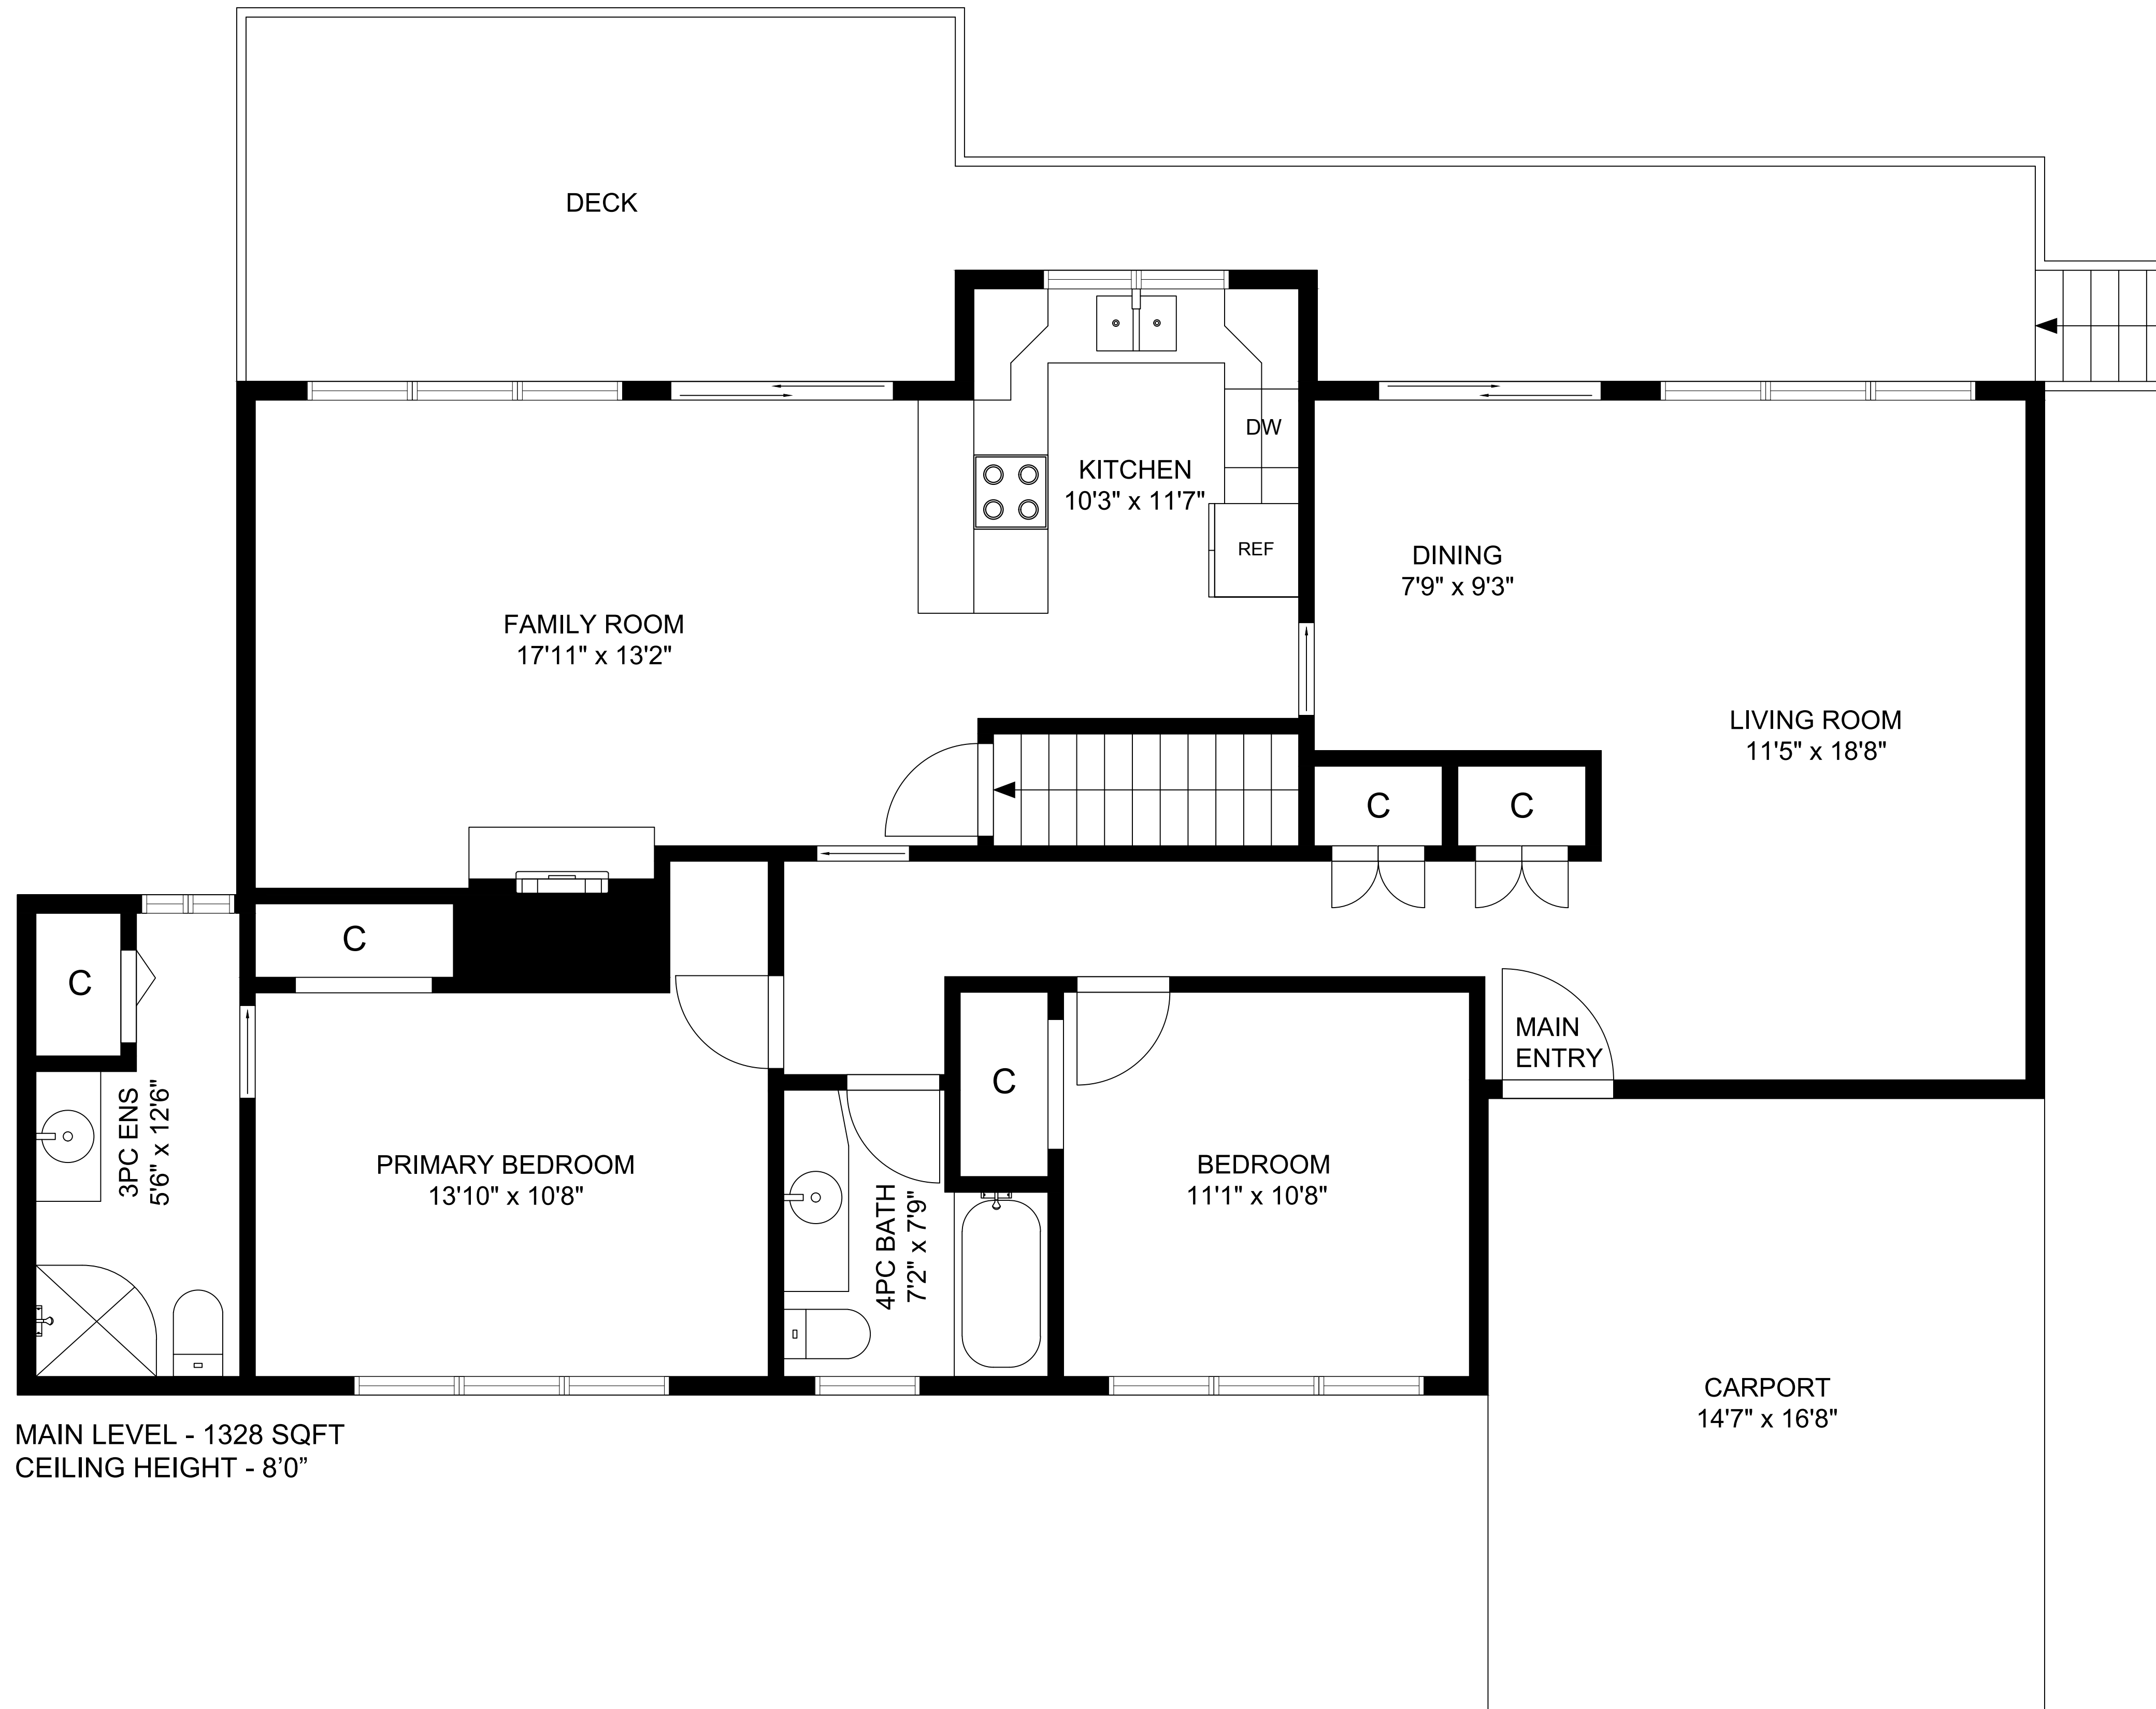 DECK
DW
KITCHEN
10'3" x 11'7"
REF
DINING
7'9" x 9'3"
FAMILY ROOM
17'11" x 13'2"
LIVING ROOM
11'5" x 18'8"
C
C
C
C
MAIN
ENTRY
C
3PC ENS
5'6" x 12'6"
PRIMARY BEDROOM
13'10" x 10'8"
4PC BATH
7'2" x 7'9"
BEDROOM
11'1" x 10'8"
CARPORT
14'7" x 16'8"
MAIN LEVEL - 1328 SQFT
CEILING HEIGHT - 8’0”